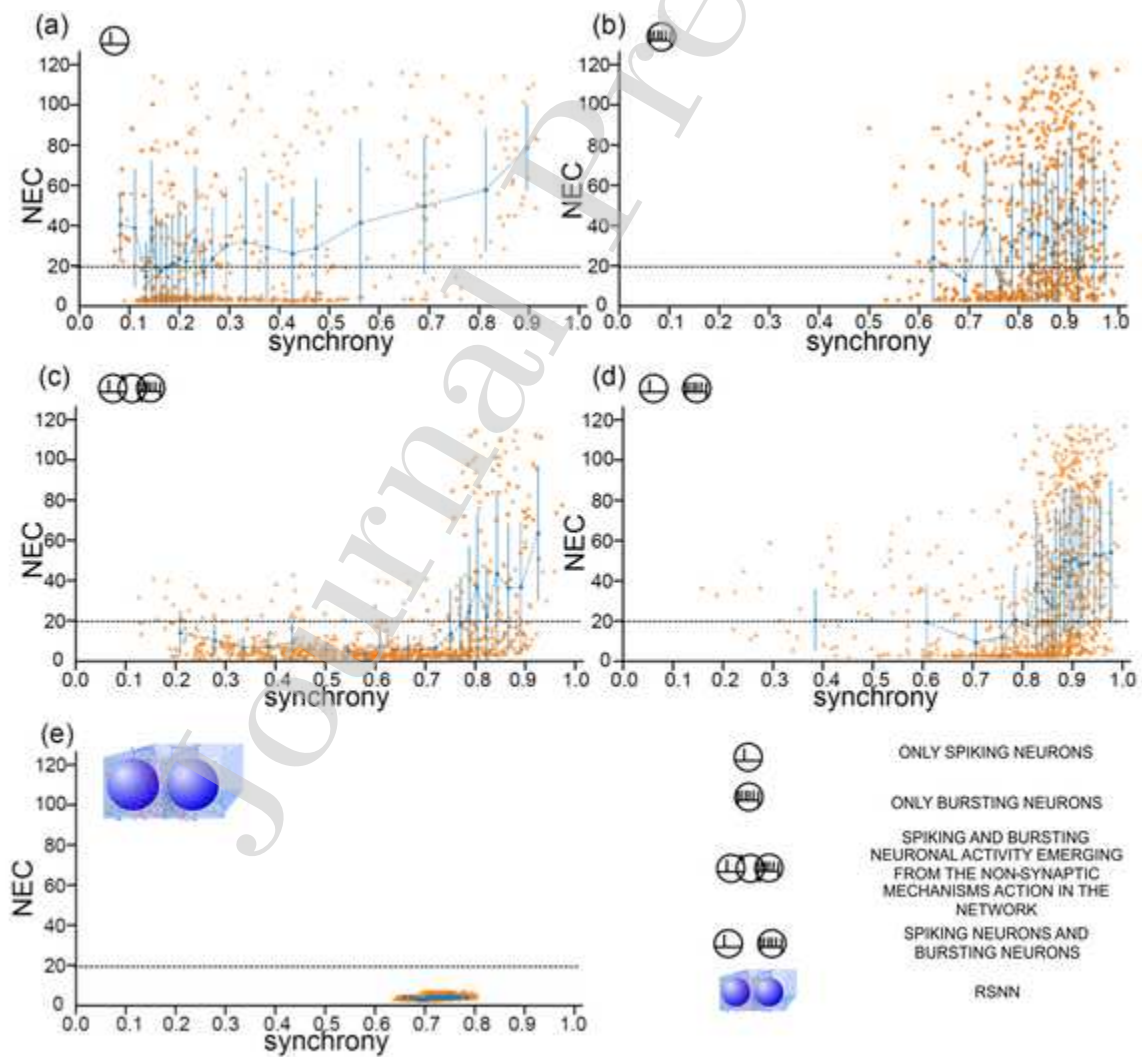 (a)
(b)
NEC
120
100
80
60
40
20
0
0.0 0.1 0.2 0.3 0.4 0.5 0.6 0.7 0.8 0.9 1.0
synchrony
NEC
120
100
80
60
40
20
0
0.0 0.1 0.2 0.3 0.4 0.5 0.6 0.7 0.8 0.9 1.0
synchrony
(c)
(d)
NEC
120
100
80
60
40
20
0
0.0 0.1 0.2 0.3 0.4 0.5 0.6 0.7 0.8 0.9 1.0
synchrony
NEC
120
100
80
60
40
20
0
0.0 0.1 0.2 0.3 0.4 0.5 0.6 0.7 0.8 0.9 1.0
synchrony
(e)
NEC
120
100
80
60
40
20
0
0.0 0.1 0.2 0.3 0.4 0.5 0.6 0.7 0.8 0.9 1.0
synchrony
ONLY SPIKING NEURONS
ONLY BURSTING NEURONS
SPIKING AND BURSTING
NEURONAL ACTIVITY EMERGING
FROM THE NON-SYNAPTIC
MECHANISMS ACTION IN THE
NETWORK
SPIKING NEURONS AND
BURSTING NEURONS
RSNN
Journal Pre